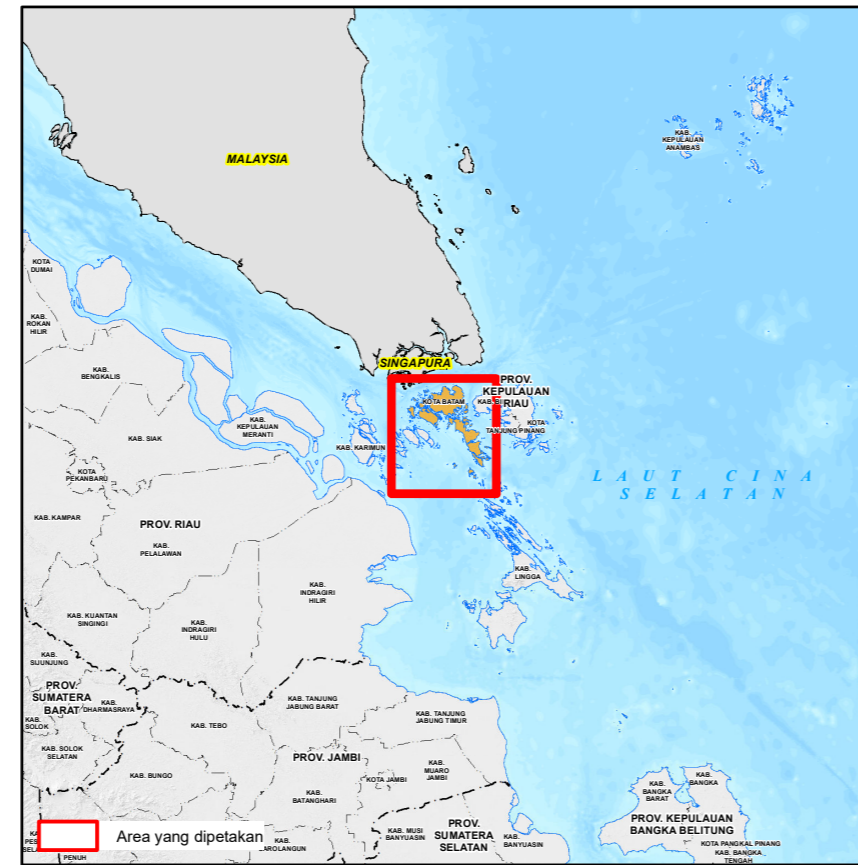 MALAYSIA
KAB.
KEPULAUAN
ANAMBAS
KOTA
DUMAI
KAB.
ROKAN
HILIR
KAB.
BENGKALIS
SINGAPURA
PROV.
KEPULAUAN
RIAU
KOTA BATAM
KAB. BI
KOTA
TANJUNG PINANG
KAB.
KEPULAUAN
MERANTI
KAB. KARIMUN
KAB. SIAK
KOTA
PEKANBARU
LAUT CINA
SELATAN
KAB. KAMPAR
PROV. RIAU
KAB.
PELALAWAN
KAB.
LINGGA
KAB.
INDRAGIRI
HILIR
KAB. KUANTAN
SINGINGI
KAB.
INDRAGIRI
HULU
KAB.
SIJUNJUNG
PROV.
SUMATERA
BARAT
KAB.
DHARMASRAYA
KAB.
SOLOK
KAB. SOLOK
SELATAN
KAB. TEBO
KAB. TANJUNG
JABUNG BARAT
KAB. TANJUNG
JABUNG TIMUR
PROV. JAMBI
KAB. BUNGO
KOTA JAMBI
KAB.
MUARO
JAMBI
KAB.
BATANGHARI
KAB.
BANGKA
BARAT
KAB.
BANGKA
PROV. KEPULAUAN
BANGKA BELITUNG
KOTA PANGKAL PINANG
KAB. BANGKA
TENGAH
KAB. MUSI
BANYUASIN
PROV.
SUMATERA
SELATAN
KAB.
BANYUASIN
KAB.
AROLANGUN
PENUH
Area yang dipetakan